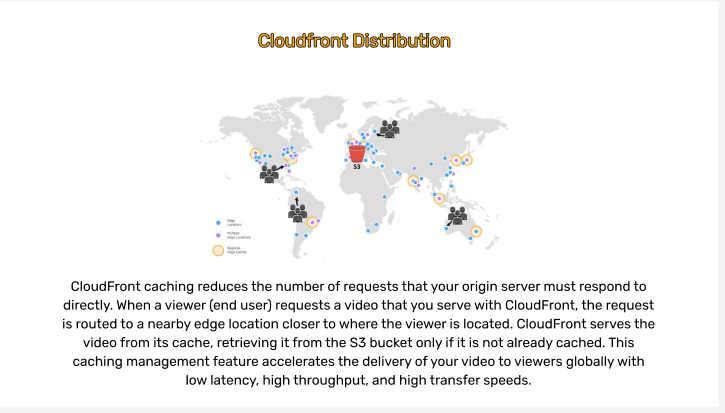 Cloudfront Distribution
S3
Edge
Locations
Multiple
Edge Locations
Regional
Edge Caches
CloudFront caching reduces the number of requests that your origin server must respond to
directly. When a viewer (end user) requests a video that you serve with CloudFront, the request
is routed to a nearby edge location closer to where the viewer is located. CloudFront serves the
video from its cache, retrieving it from the S3 bucket only if it is not already cached. This
caching management feature accelerates the delivery of your video to viewers globally with
low latency, high throughput, and high transfer speeds.